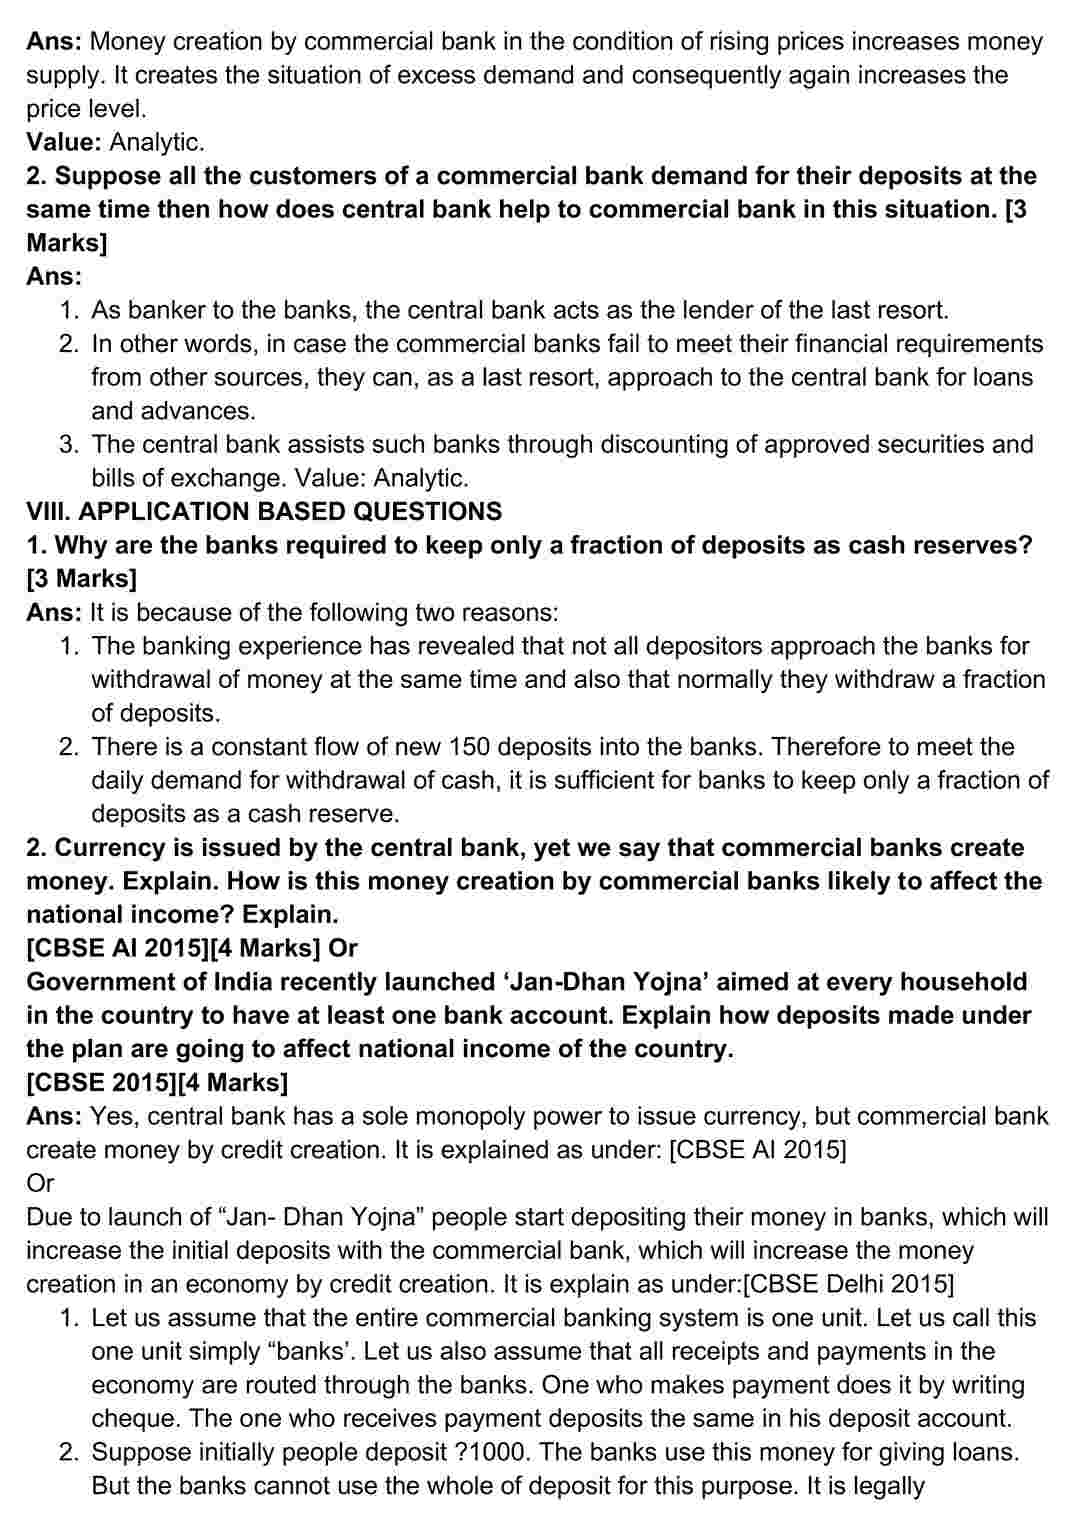 Ans: Money creation by commercial bank in the condition of rising prices increases money
supply. It creates the situation of excess demand and consequently again increases the
price level.
Value: Analytic.
2. Suppose all the customers of a commercial bank demand for their deposits at the
same time then how does central bank help to commercial bank in this situation. [3
Marks]
Ans:
1. As banker to the banks, the central bank acts as the lender of the last resort.
2. In other words, in case the commercial banks fail to meet their financial requirements
from other sources, they can, as a last resort, approach to the central bank for loans
and advances.
3. The central bank assists such banks through discounting of approved securities and
bills of exchange. Value: Analytic.
VIII. APPLICATION BASED QUESTIONS
1. Why are the banks required to keep only a fraction of deposits as cash reserves?
[3 Marks]
Ans: It is because of the following two reasons:
1. The banking experience has revealed that not all depositors approach the banks for
withdrawal of money at the same time and also that normally they withdraw a fraction
of deposits.
2. There is a constant flow of new 150 deposits into the banks. Therefore to meet the
daily demand for withdrawal of cash, it is sufficient for banks to keep only a fraction of
deposits as a cash reserve.
2. Currency is issued by the central bank, yet we say that commercial banks create
money. Explain. How is this money creation by commercial banks likely to affect the
national income? Explain.
[CBSE AI 2015][4 Marks] Or
Government of India recently launched ‘Jan-Dhan Yojna’ aimed at every household
in the country to have at least one bank account. Explain how deposits made under
the plan are going to affect national income of the country.
[CBSE 2015][4 Marks]
Ans: Yes, central bank has a sole monopoly power to issue currency, but commercial bank
create money by credit creation. It is explained as under: [CBSE AI 2015]
Or
Due to launch of “Jan- Dhan Yojna” people start depositing their money in banks, which will
increase the initial deposits with the commercial bank, which will increase the money
creation in an economy by credit creation. It is explain as under:[CBSE Delhi 2015]
1. Let us assume that the entire commercial banking system is one unit. Let us call this
one unit simply “banks’. Let us also assume that all receipts and payments in the
economy are routed through the banks. One who makes payment does it by writing
cheque. The one who receives payment deposits the same in his deposit account.
2. Suppose initially people deposit ?1000. The banks use this money for giving loans.
But the banks cannot use the whole of deposit for this purpose. It is legally